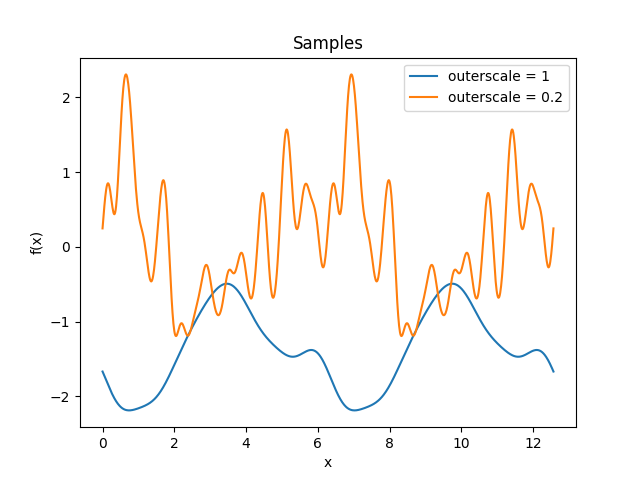 Samples
outerscale = 1
outerscale = 0.2
f(x)
2
1
0
−1
−2
0 2 4 6 8 10 12
x